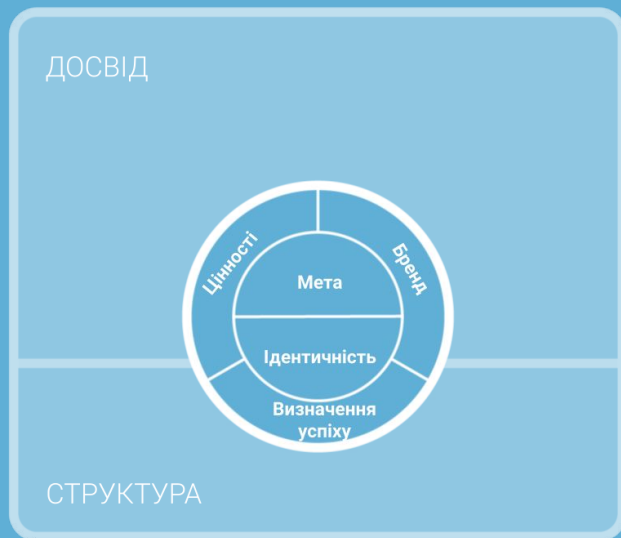 ДОСВІД
Цінності
Бренд
Мета
Ідентичність
Визначення
успіху
СТРУКТУРА